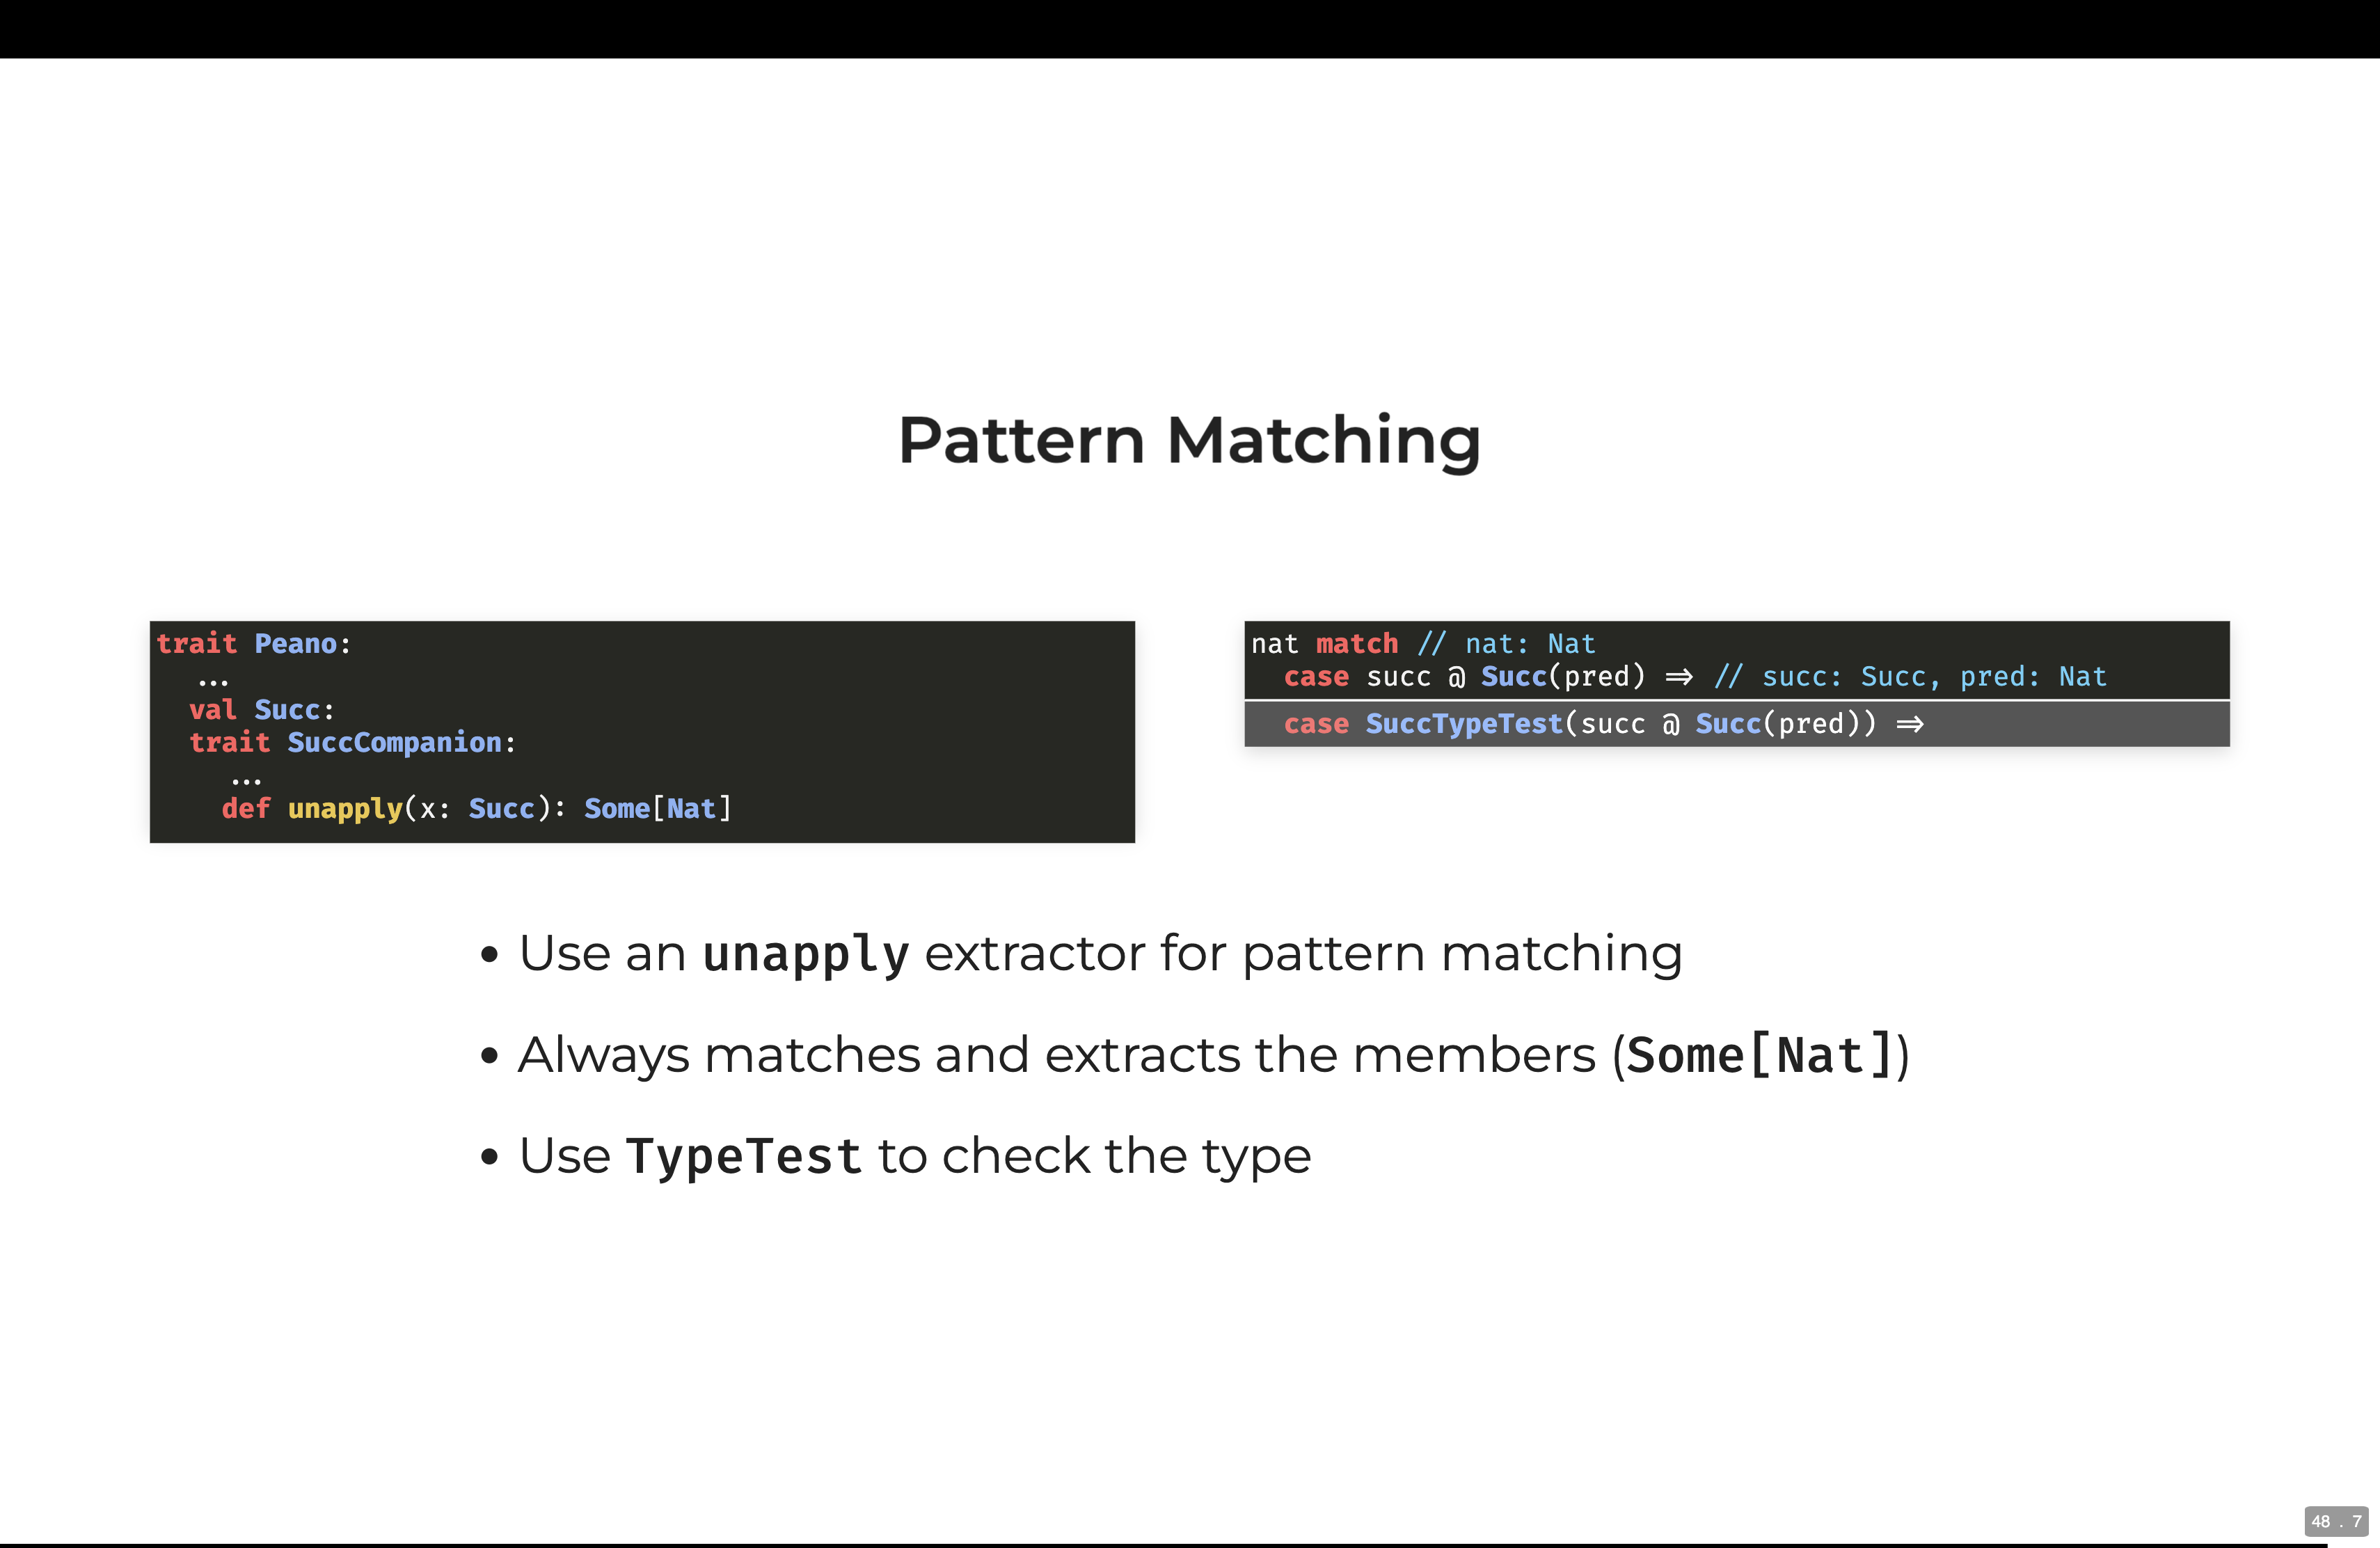 Pattern Matching
trait Peano:
  ...
  val Succ:
  trait SuccCompanion:
    ...
    def unapply(x: Succ): Some[Nat]
nat match // nat: Nat
  case succ @ Succ(pred) => // succ: Succ, pred: Nat
  case SuccTypeTest(succ @ Succ(pred)) =>
• Use an unapply extractor for pattern matching
• Always matches and extracts the members (Some[Nat])
• Use TypeTest to check the type
48 . 7